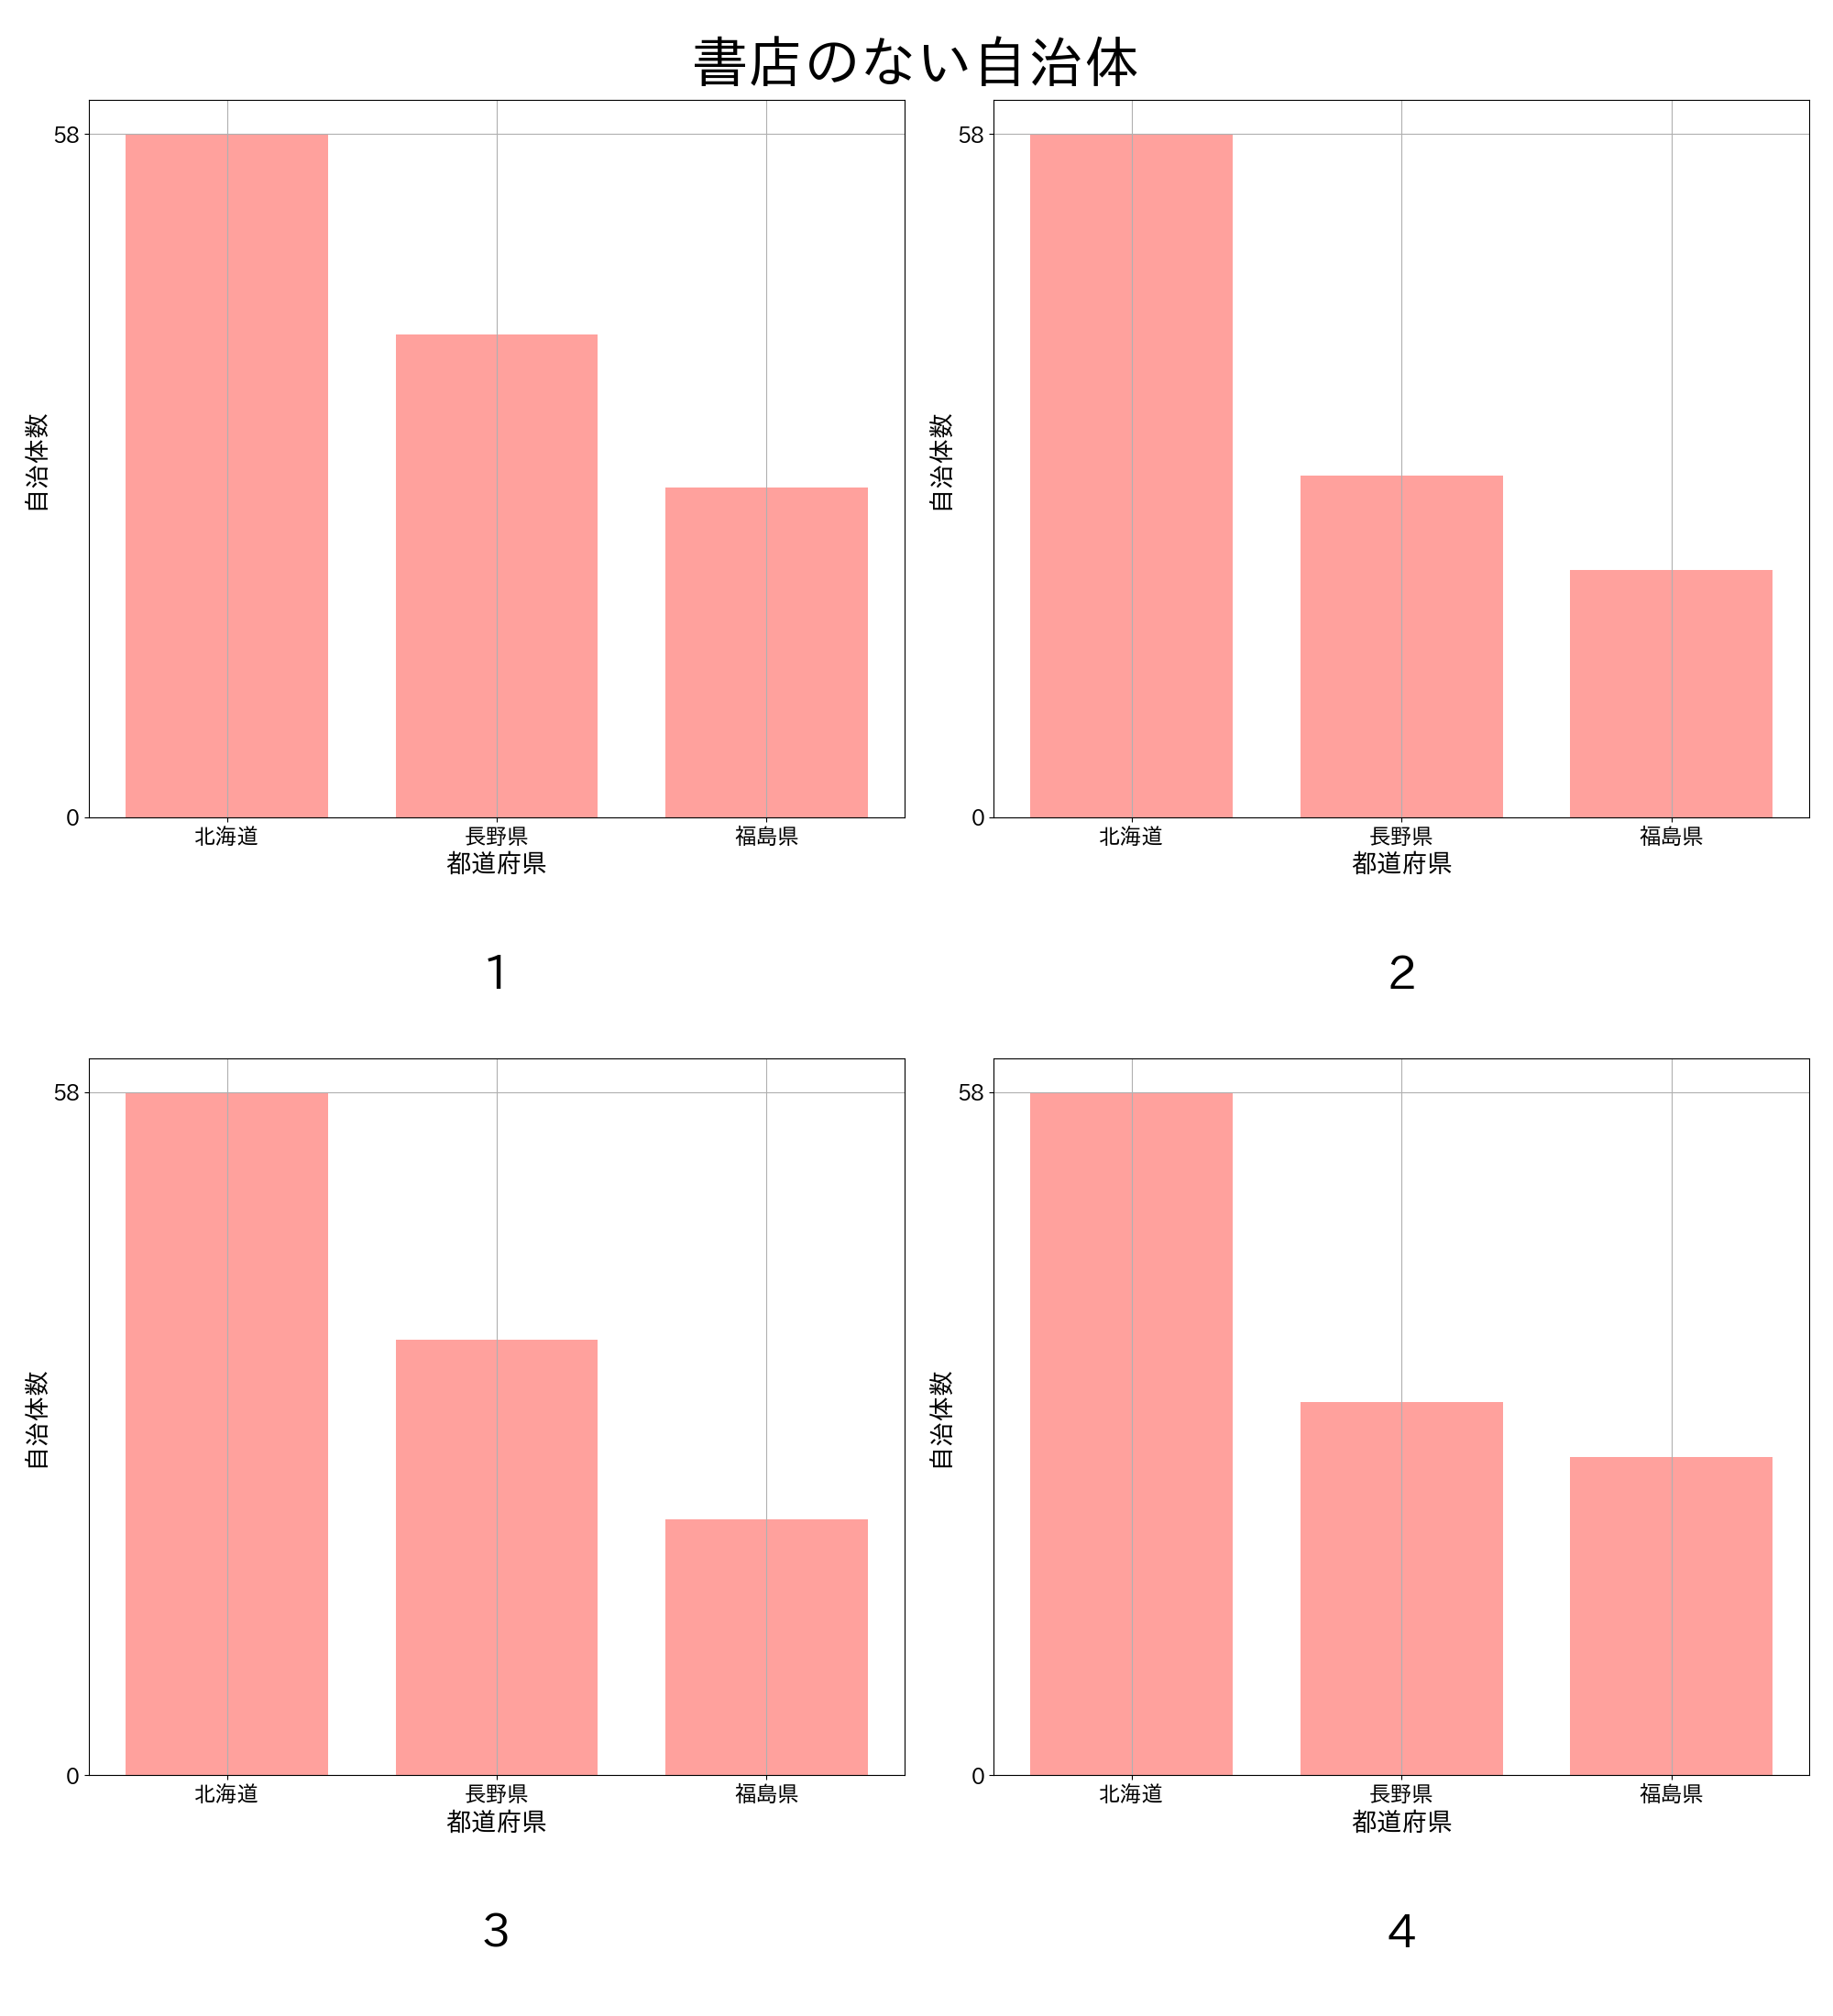 書店のない自治体
58
0
自治体数
北海道 長野県 福島県
都道府県
1
58
0
自治体数
北海道 長野県 福島県
都道府県
2
58
0
自治体数
北海道 長野県 福島県
都道府県
3
58
0
自治体数
北海道 長野県 福島県
都道府県
4